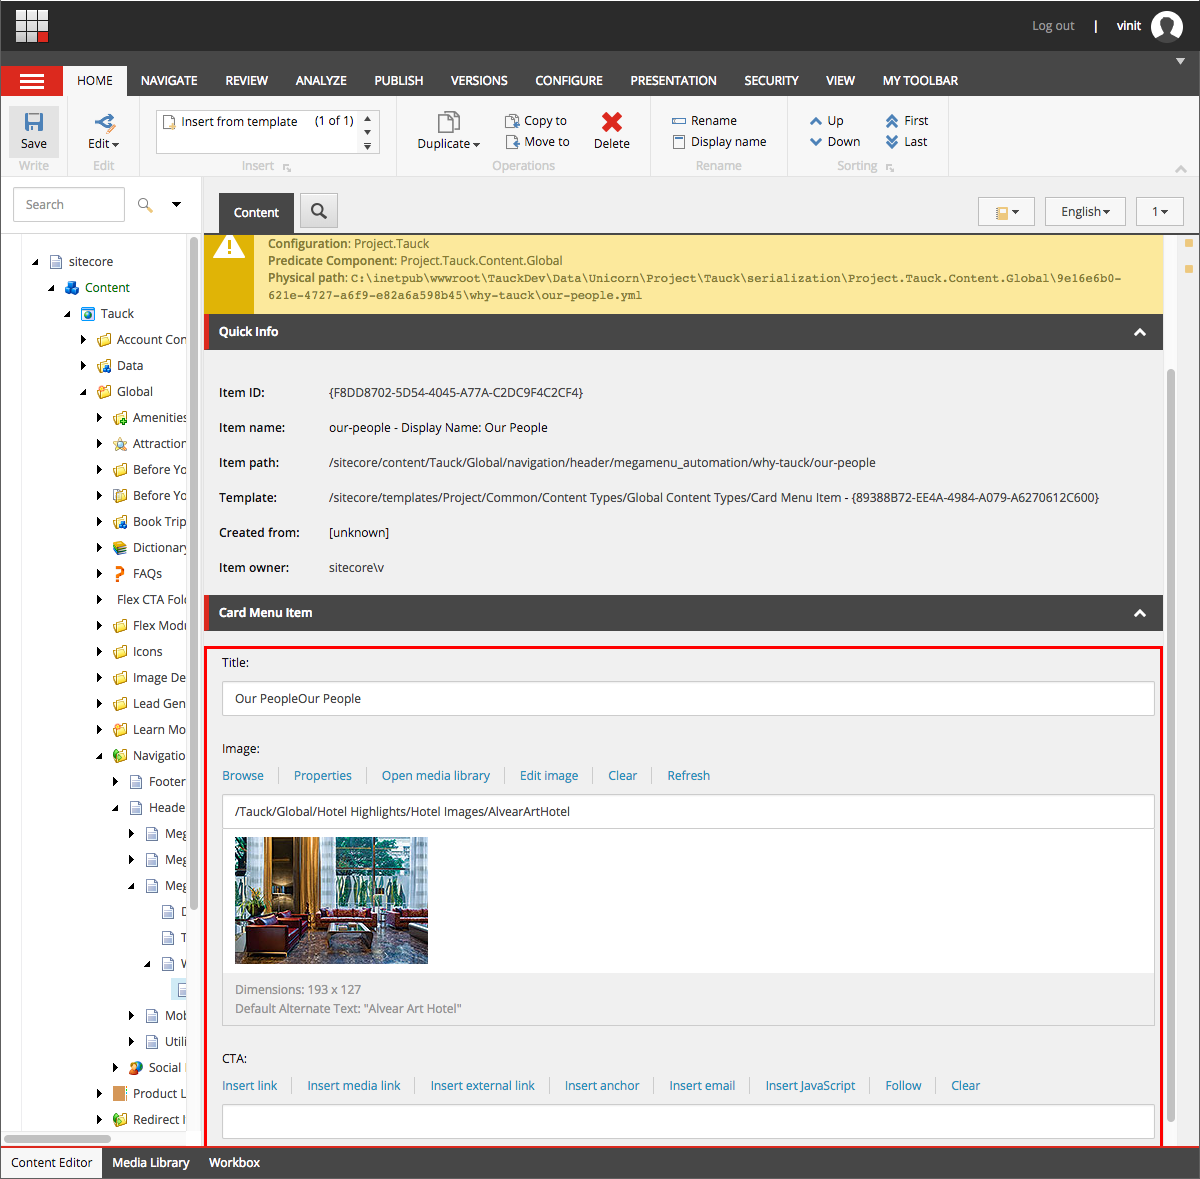 Log out | vinit
HOME NAVIGATE REVIEW ANALYZE PUBLISH VERSIONS CONFIGURE PRESENTATION SECURITY VIEW MY TOOLBAR
Save
Write
Edit
Edit
Insert from template (1 of 1)
Insert
Duplicate
Copy to
Move to
Delete
Operations
Rename
Display name
Rename
Up
Down
First
Last
Sorting
Search
Content
English
1
sitecore
Content
Tauck
Account Con
Data
Global
Amenities
Attraction
Before Yo
Before Yo
Book Trip
Dictionary
FAQs
Flex CTA Fol
Flex Modu
Icons
Image De
Lead Gen
Learn Mo
Navigatio
Footer
Heade
Meg
Meg
Meg
D
T
W
Mob
Utili
Social
Product L
Redirect I
Configuration: Project.Tauck
Predicate Component: Project.Tauck.Content.Global
Physical path: C:\inetpub\wwwroot\TauckDev\Data\Unicorn\Project\Tauck\serialization\Project.Tauck.Content.Global\9e16e6b0-
621e-4727-a6f9-e82a6a598b45\why-tauck\our-people.yml
Quick Info
Item ID: {F8DD8702-5D54-4045-A77A-C2DC9F4C2CF4}
Item name: our-people - Display Name: Our People
Item path: /sitecore/content/Tauck/Global/navigation/header/megamenu_automation/why-tauck/our-people
Template: /sitecore/templates/Project/Common/Content Types/Global Content Types/Card Menu Item - {89388B72-EE4A-4984-A079-A6270612C600}
Created from: [unknown]
Item owner: sitecore\v
Card Menu Item
Title:
Our PeopleOur People
Image:
Browse Properties Open media library Edit image Clear Refresh
/Tauck/Global/Hotel Highlights/Hotel Images/AlvearArtHotel
Dimensions: 193 x 127
Default Alternate Text: "Alvear Art Hotel"
CTA:
Insert link Insert media link Insert external link Insert anchor Insert email Insert JavaScript Follow Clear
Content Editor Media Library Workbox